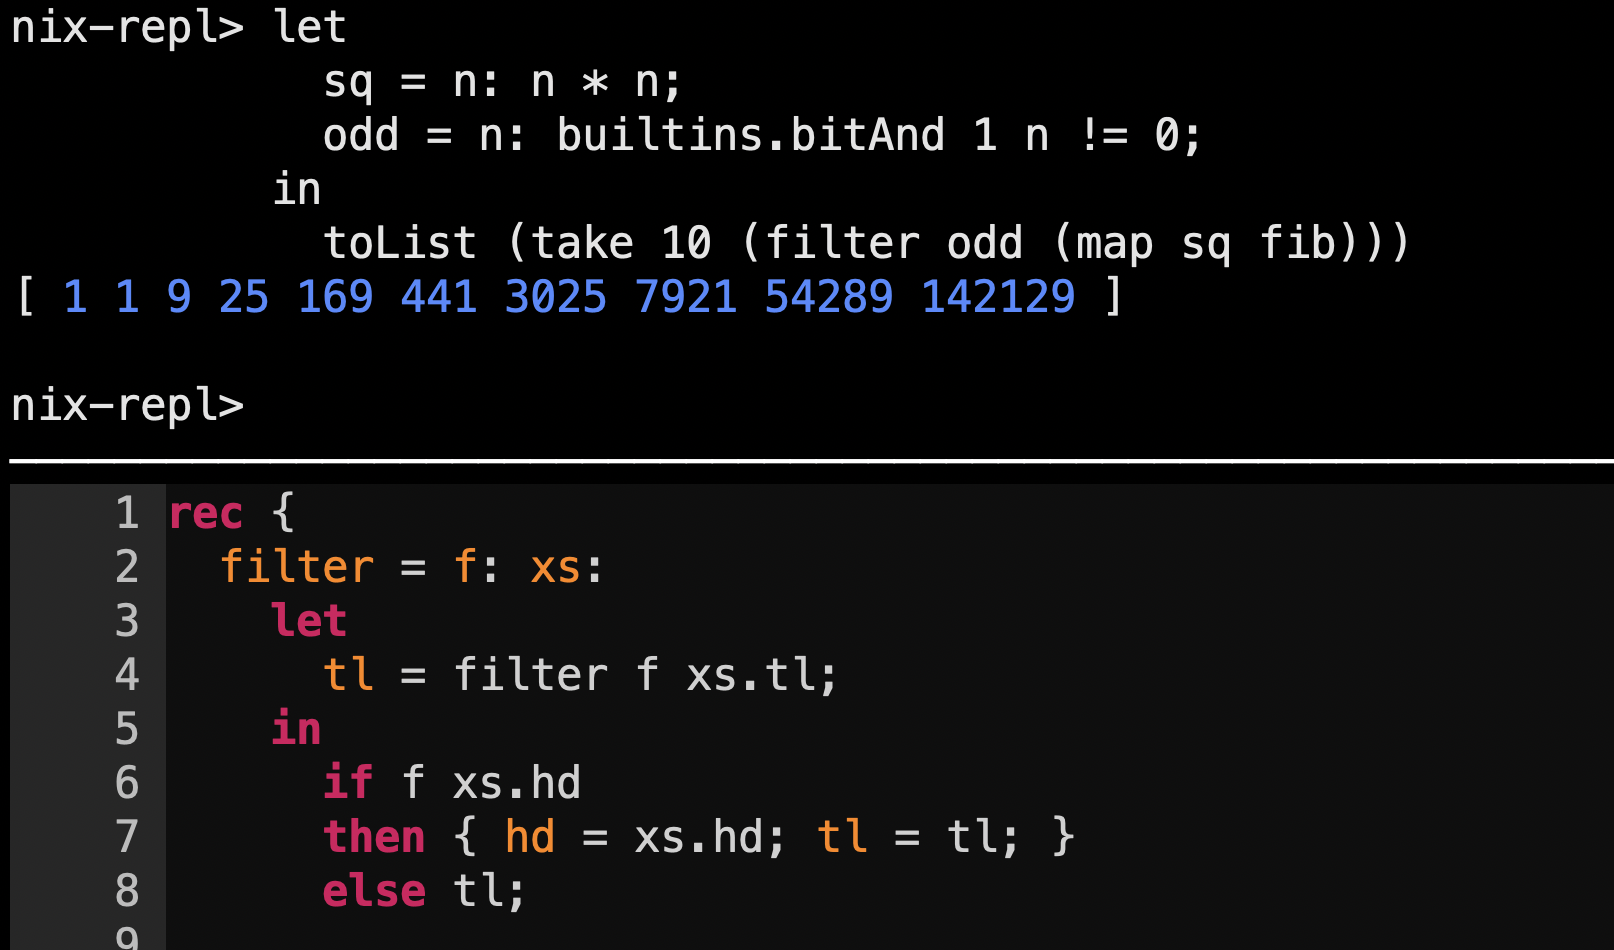 nix-repl> let
sq = n: n * n;
odd = n: builtins.bitAnd 1 n != 0;
in
toList (take 10 (filter odd (map sq fib)))
[ 1 1 9 25 169 441 3025 7921 54289 142129 ]
nix-repl>
1 rec {
2 filter = f: xs:
3 let
4 tl = filter f xs.tl;
5 in
6 if f xs.hd
7 then { hd = xs.hd; tl = tl; }
8 else tl;
9